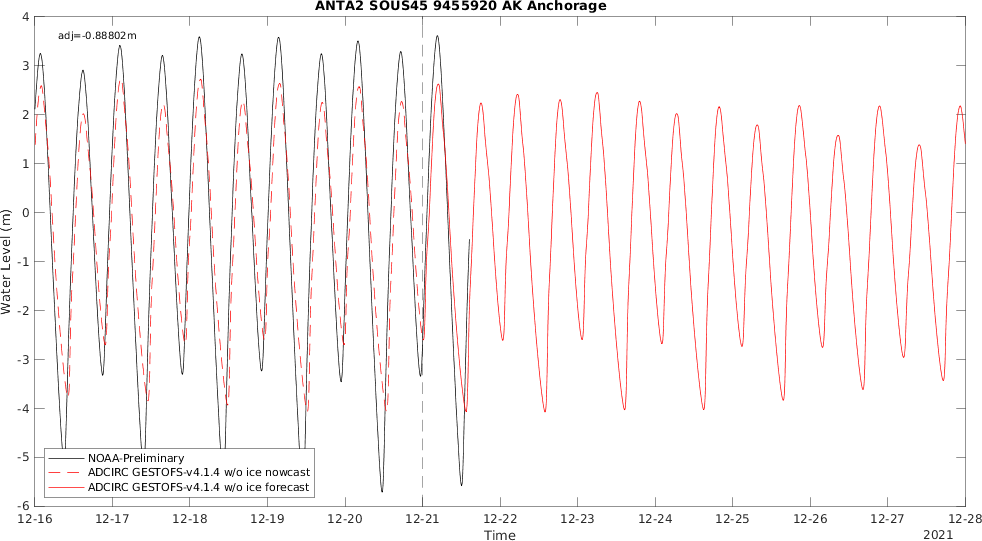 ANTA2 SOUS45 9455920 AK Anchorage
adj=-0.88802m
4
3
2
1
0
-1
-2
-3
-4
-5
-6
Water Level (m)
NOAA-Preliminary
ADCIRC GESTOFS-v4.1.4 w/o ice nowcast
ADCIRC GESTOFS-v4.1.4 w/o ice forecast
12-16 12-17 12-18 12-19 12-20 12-21 12-22 12-23 12-24 12-25 12-26 12-27 12-28
Time
2021